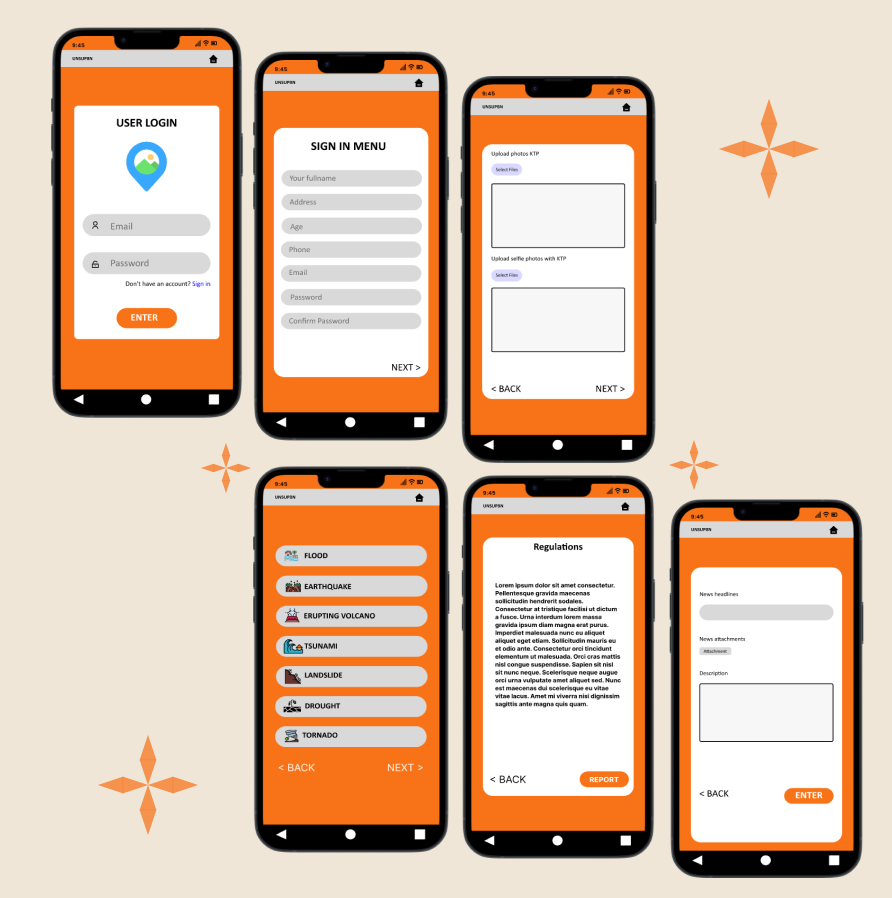 9:45
UNSUPBN
USER LOGIN
Email
Password
Don't have an account? Sign in
ENTER
9:45
UNSUPBN
SIGN IN MENU
Your fullname
Address
Age
Phone
Email
Password
Confirm Password
NEXT >
9:45
UNSUPBN
Upload photos KTP
Select Files
Upload selfie photos with KTP
Select Files
< BACK NEXT >
9:45
UNSUPBN
FLOOD
EARTHQUAKE
ERUPTING VOLCANO
TSUNAMI
LANDSLIDE
DROUGHT
TORNADO
< BACK NEXT >
9:45
UNSUPBN
Regulations
Lorem ipsum dolor sit amet consectetur.
Pellentesque gravida maecenas
sollicitudin hendrerit sodales.
Consectetur at tristique facilisi ut dictum
a fusce. Urna interdum lorem massa
gravida ipsum diam magna erat purus.
Imperdiet malesuada nunc eu aliquet
aliquet eget etiam. Sollicitudin mauris eu
et odio ante. Consectetur orci tincidunt
elementum ut malesuada. Orci cras mattis
nisl congue suspendisse. Sapien sit nisl
sit nunc neque. Scelerisque neque augue
orci urna vulputate amet aliquet sed. Nunc
est maecenas dui scelerisque eu vitae
vitae lacus. Amet mi viverra nisi dignissim
sagittis ante magna quis quam.
< BACK REPORT
9:45
UNSUPBN
News headlines
News attachments
Attachment
Description
< BACK ENTER